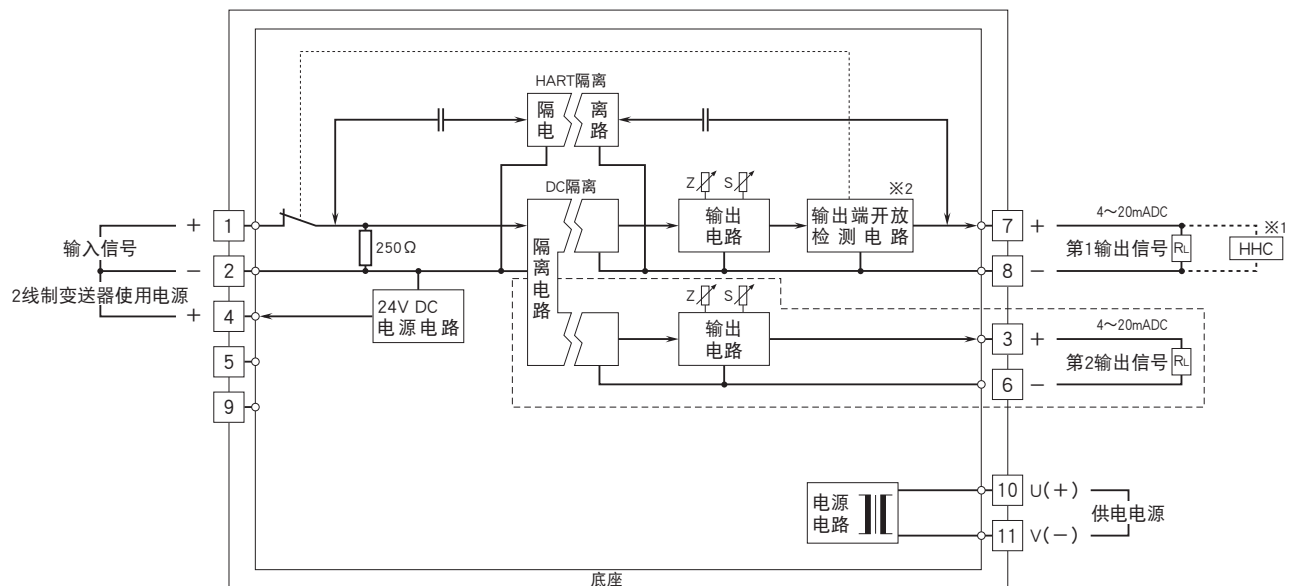 HART隔离
隔 离
电 路
DC隔离
Z S
※2
1 +
输入信号
2 −
2线制变送器使用电源
4 +
5
9
250Ω
24V DC
电源电路
隔离电路
输出
电路
输出端开放
检测电路
7 +
4～20mADC
第1输出信号
RL
※1
HHC
8 −
Z S
输出
电路
3 +
4～20mADC
第2输出信号
RL
6 −
电源
电路
10 U(+)
供电电源
11 V(−)
底座